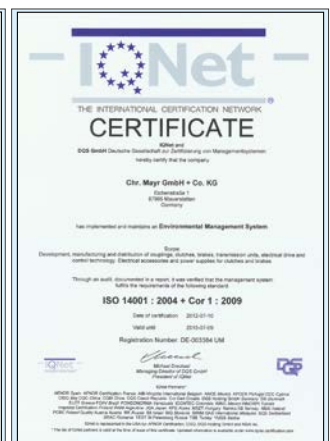 IQNet
THE INTERNATIONAL CERTIFICATION NETWORK
CERTIFICATE
IQNet and
DQS GmbH Deutsche Gesellschaft zur Zertifizierung von Managementsystemen
hereby certify that the company
Chr. Mayr GmbH + Co. KG
Eichenstraße 1
87665 Mauerstetten
Germany
has implemented and maintains an Environmental Management System
Scope:
Development, manufacturing and distribution of couplings, clutches, brakes, transmission units, electrical drive and
control technology. Electrical accessories and power supplies for clutches and brakes
Through an audit, documented in a report, it was verified that the management system
fulfills the requirements of the following standard:
ISO 14001 : 2004 + Cor 1 : 2009
Date of certification 2012-07-10
Valid until 2015-07-09
Registration Number: DE-003384 UM
Michael Drechsel
Managing Director of DQS GmbH
President of IQNet
IQNet
DQS
IQNet Partners*: